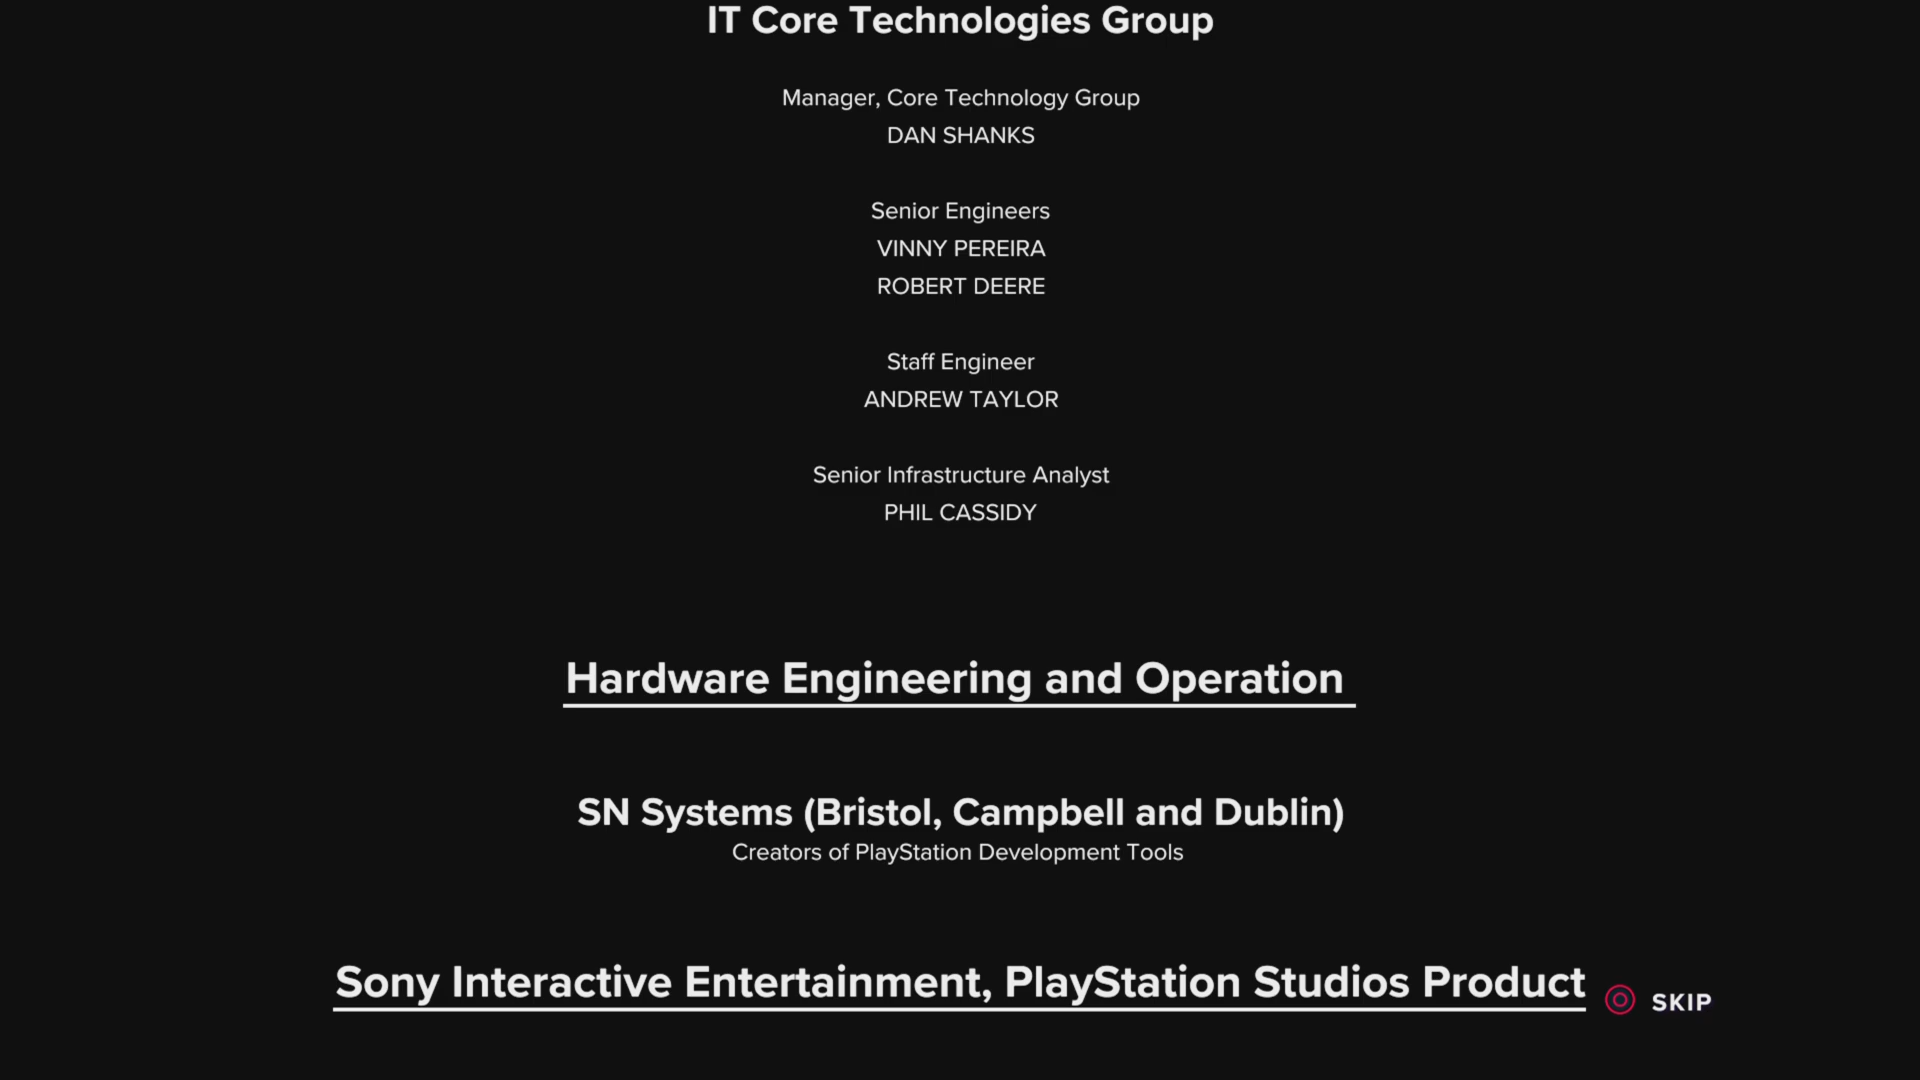 IT Core Technologies Group
Manager, Core Technology Group
DAN SHANKS
Senior Engineers
VINNY PEREIRA
ROBERT DEERE
Staff Engineer
ANDREW TAYLOR
Senior Infrastructure Analyst
PHIL CASSIDY
Hardware Engineering and Operation
SN Systems (Bristol, Campbell and Dublin)
Creators of PlayStation Development Tools
Sony Interactive Entertainment, PlayStation Studios Product
SKIP